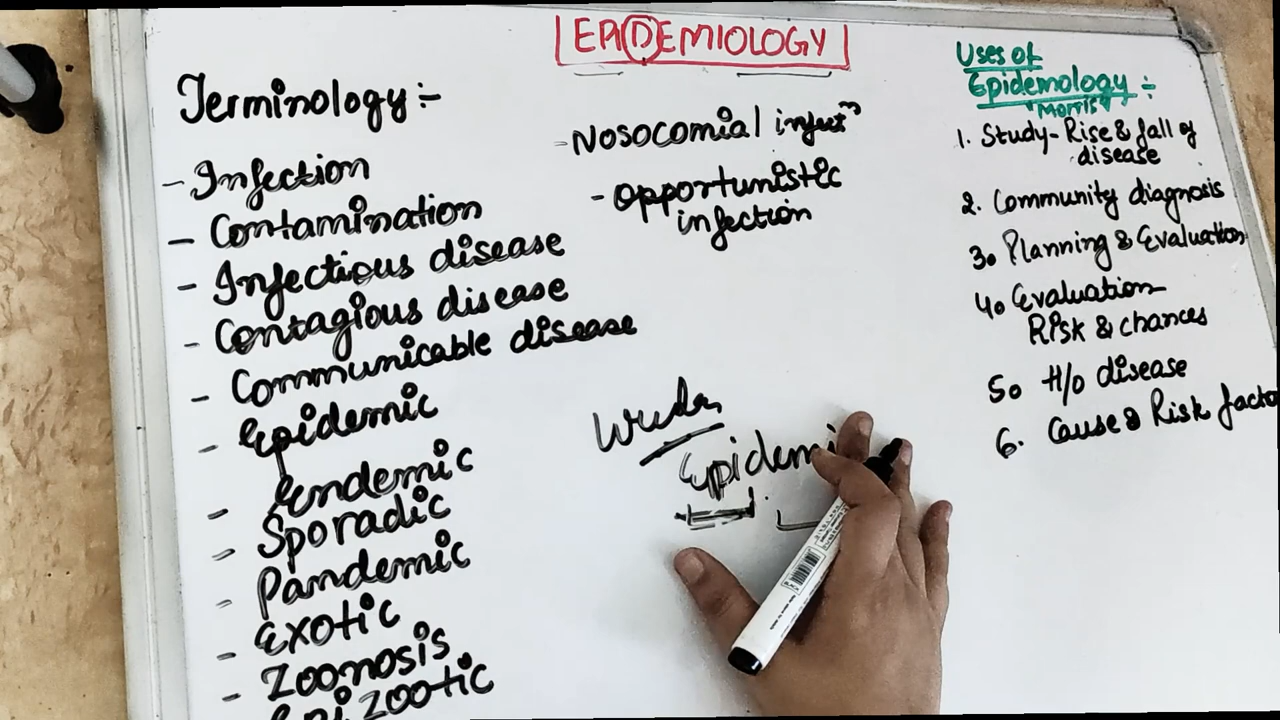 EPIDEMIOLOGY
Terminology :-
- Infection
- Contamination
- Infectious disease
- Contagious disease
- Communicable disease
- Epidemic
- Endemic
- Sporadic
- Pandemic
- Exotic
- Zoonosis
Epizootic
- Nosocomial
- Opportunistic
infection
Epidemi
Uses of
Epidemology :-
"Morris"
1. Study - Rise & fall of
disease
2. Community diagnosis
3. Planning & Evaluation
4. Evaluation
Risk & chances
5. H/o disease
6. Cause & Risk facto